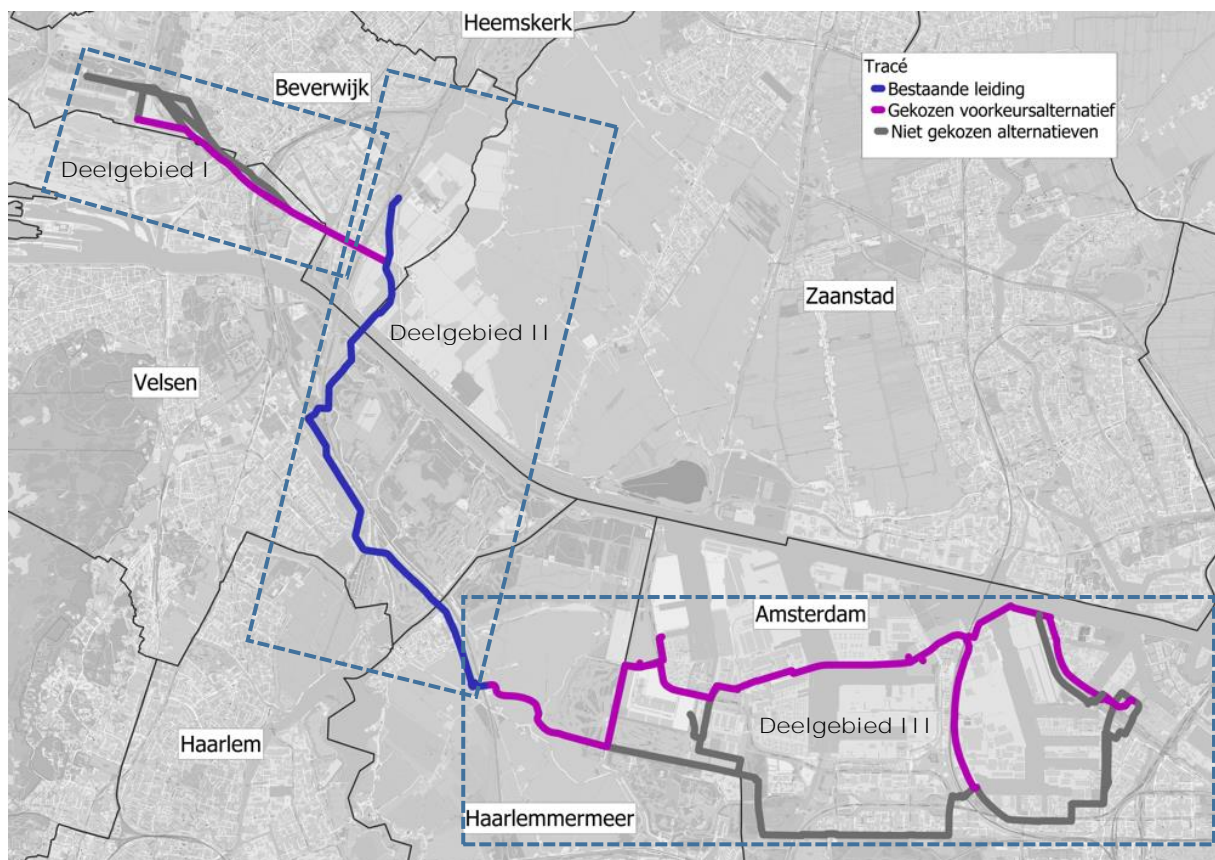 Heemskerk
Beverwijk
Tracé
Bestaande leiding
Gekozen voorkeursalternatief
Niet gekozen alternatieven
Deelgebied I
Zaanstad
Deelgebied II
Velsen
Amsterdam
Deelgebied III
Haarlem
Haarlemmermeer